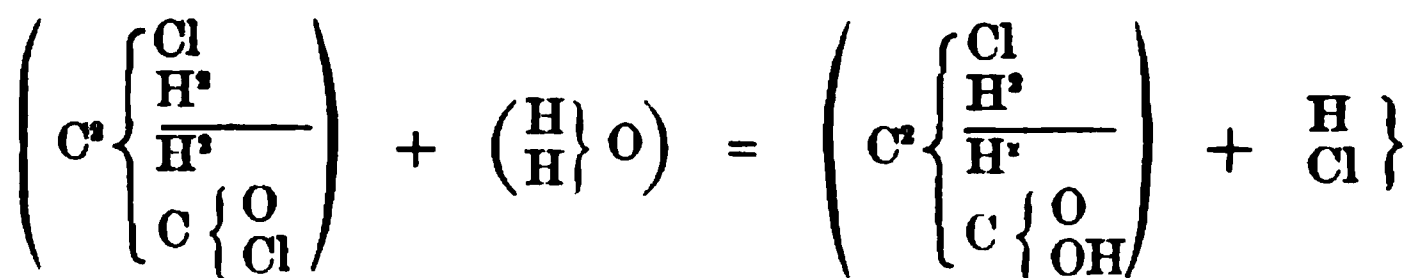 ( C² { Cl H² H² C { O Cl ) + ( H H } O ) = ( C² { Cl H² H² C { O OH ) + H Cl }